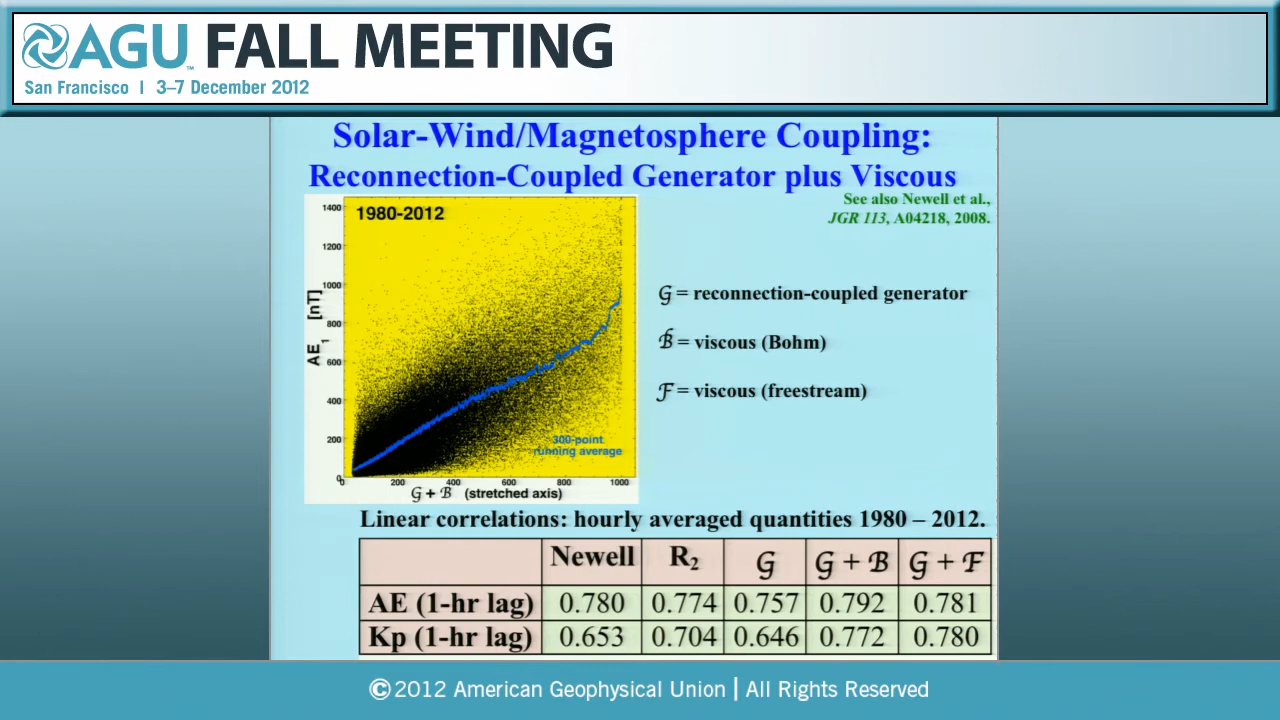 AGU FALL MEETING
San Francisco | 3–7 December 2012
Solar-Wind/Magnetosphere Coupling:
Reconnection-Coupled Generator plus Viscous
See also Newell et al.,
JGR 113, A04218, 2008.
1980-2012
1400
1200
1000
800
600
400
200
0
AE1 [nT]
300-point
running average
0 200 400 600 800 1000
G + B (stretched axis)
G = reconnection-coupled generator
B = viscous (Bohm)
F = viscous (freestream)
Linear correlations: hourly averaged quantities 1980 – 2012.
Newell R2 G G + B G + F
AE (1-hr lag) 0.780 0.774 0.757 0.792 0.781
Kp (1-hr lag) 0.653 0.704 0.646 0.772 0.780
©2012 American Geophysical Union | All Rights Reserved